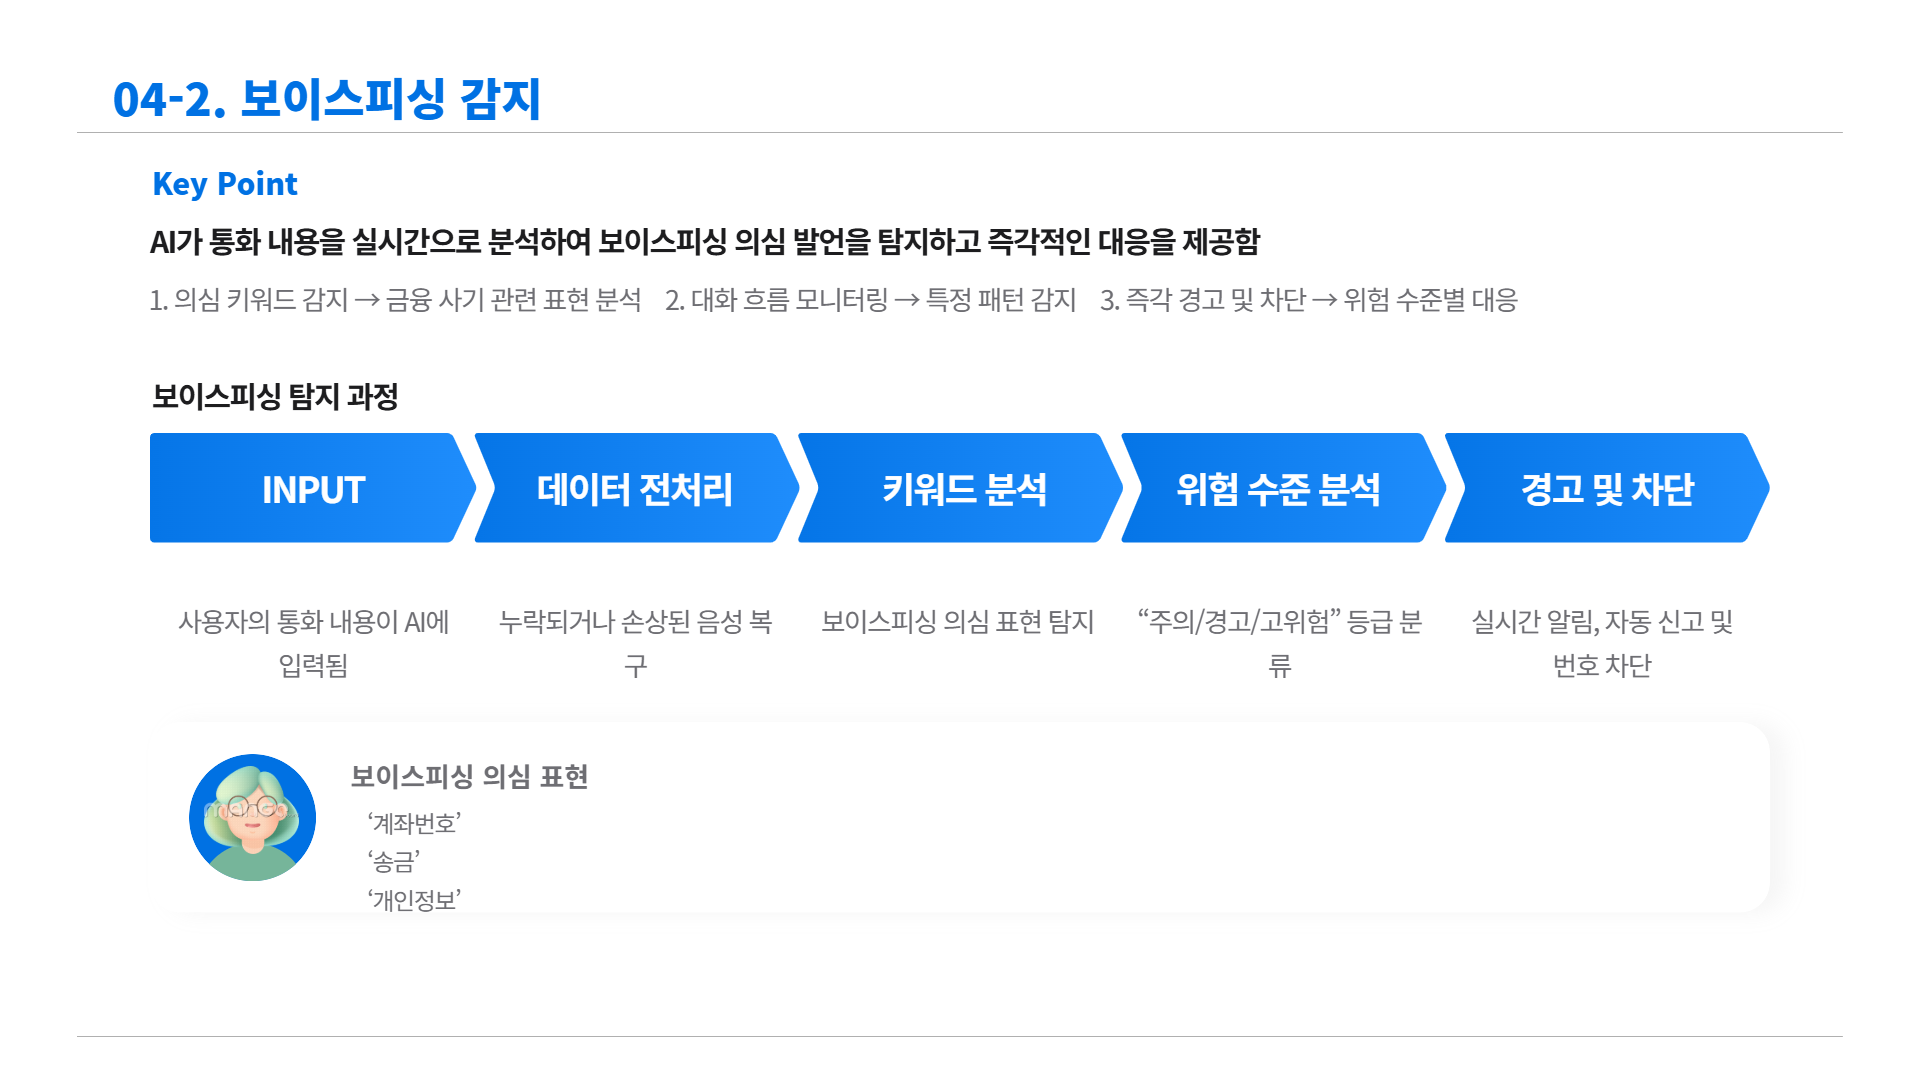 04-2. 보이스피싱 감지
Key Point
AI가 통화 내용을 실시간으로 분석하여 보이스피싱 의심 발언을 탐지하고 즉각적인 대응을 제공함
1. 의심 키워드 감지 → 금융 사기 관련 표현 분석 2. 대화 흐름 모니터링 → 특정 패턴 감지 3. 즉각 경고 및 차단 → 위험 수준별 대응
보이스피싱 탐지 과정
INPUT
데이터 전처리
키워드 분석
위험 수준 분석
경고 및 차단
사용자의 통화 내용이 AI에
입력됨
누락되거나 손상된 음성 복
구
보이스피싱 의심 표현 탐지
“주의/경고/고위험” 등급 분
류
실시간 알림, 자동 신고 및
번호 차단
보이스피싱 의심 표현
‘계좌번호’
‘송금’
‘개인정보’